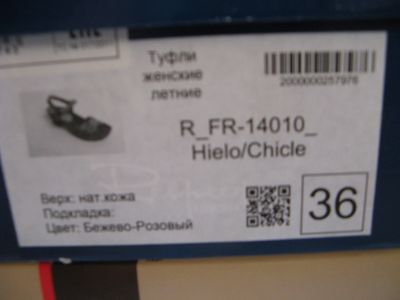 Туфли
женские
летние
2000000257976
R_FR-14010_
Hielo/Chicle
Верх: нат.кожа
Подкладка:
Цвет: Бежево-Розовый
36